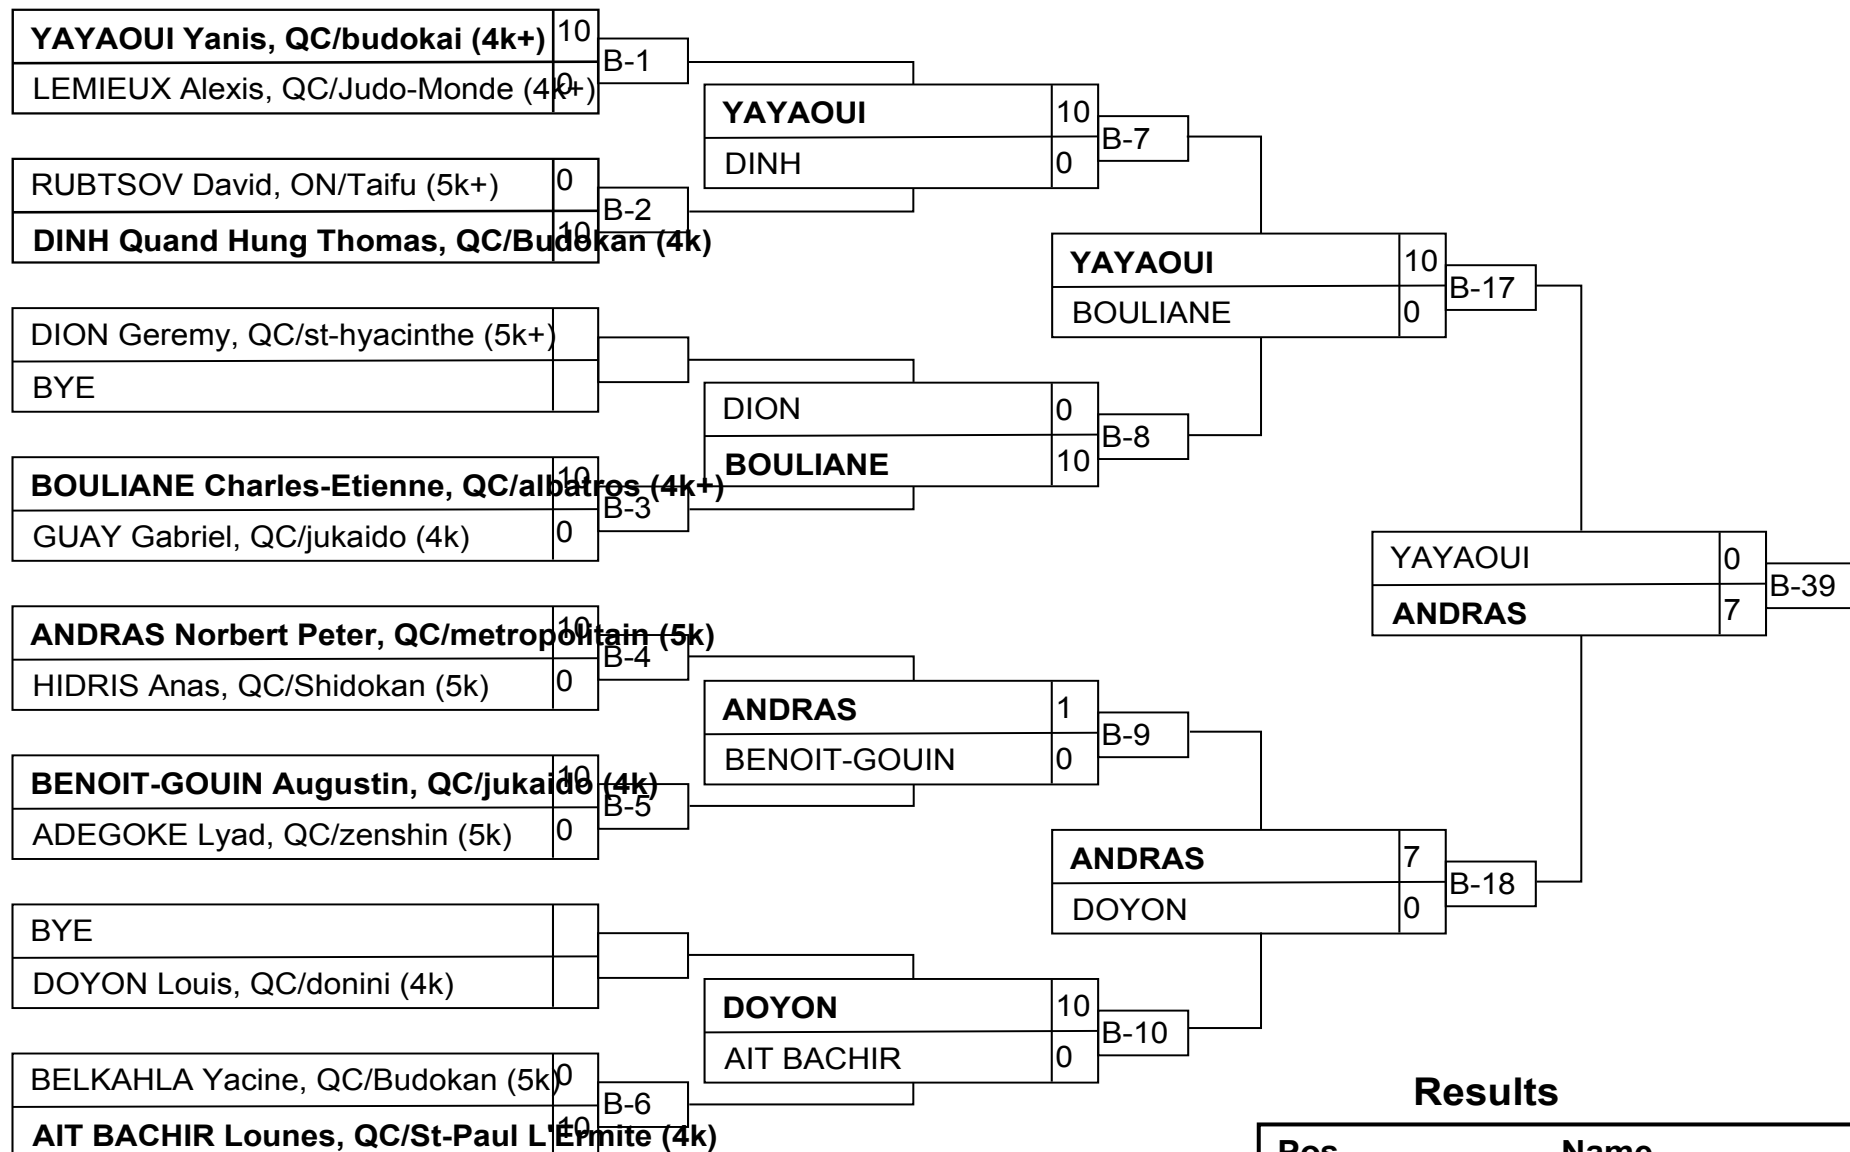 YAYAOUI Yanis, QC/budokai (4k+) 10
LEMIEUX Alexis, QC/Judo-Monde (4k+) 0
B-1
RUBTSOV David, ON/Taifu (5k+) 0
DINH Quand Hung Thomas, QC/Budokan (4k) 10
B-2
DION Geremy, QC/st-hyacinthe (5k+)
BYE
BOULIANE Charles-Etienne, QC/albatros (4k+) 10
GUAY Gabriel, QC/jukaido (4k) 0
B-3
ANDRAS Norbert Peter, QC/metropolitain (5k) 10
HIDRIS Anas, QC/Shidokan (5k) 0
B-4
BENOIT-GOUIN Augustin, QC/jukaido (4k) 10
ADEGOKE Lyad, QC/zenshin (5k) 0
B-5
BYE
DOYON Louis, QC/donini (4k)
BELKAHLA Yacine, QC/Budokan (5k) 0
AIT BACHIR Lounes, QC/St-Paul L'Ermite (4k) 10
B-6
YAYAOUI 10
DINH 0
B-7
DION 0
BOULIANE 10
B-8
ANDRAS 1
BENOIT-GOUIN 0
B-9
DOYON 10
AIT BACHIR 0
B-10
YAYAOUI 10
BOULIANE 0
B-17
ANDRAS 7
DOYON 0
B-18
YAYAOUI 0
ANDRAS 7
B-39
Results
Pos Name